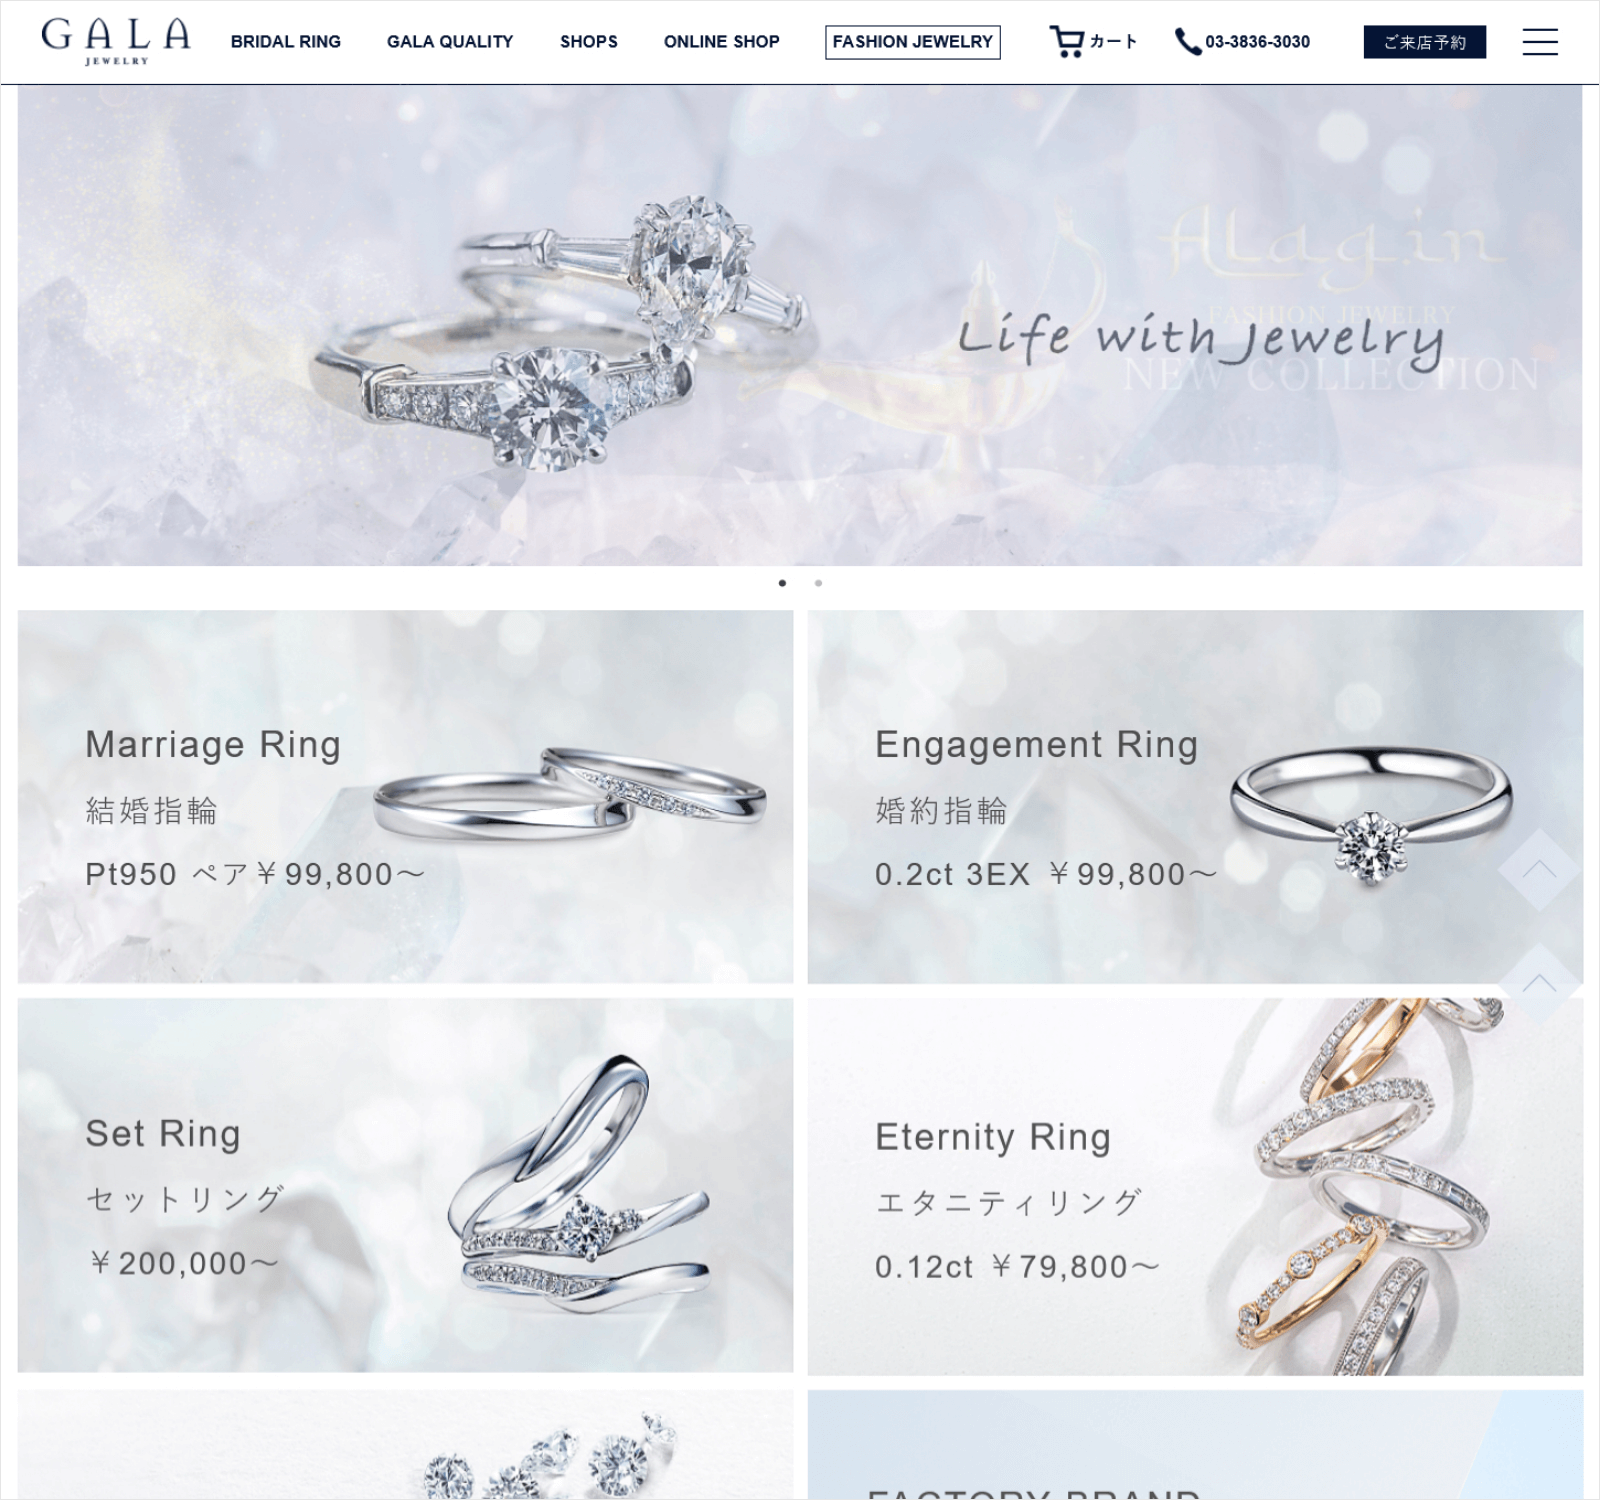 GALA
JEWELRY
BRIDAL RING
GALA QUALITY
SHOPS
ONLINE SHOP
FASHION JEWELRY
カート
03-3836-3030
ご来店予約
ALagin
FASHION JEWELRY
Life with Jewelry
NEW COLLECTION
Marriage Ring
結婚指輪
Pt950 ペア￥99,800〜
Engagement Ring
婚約指輪
0.2ct 3EX ￥99,800〜
Set Ring
セットリング
￥200,000〜
Eternity Ring
エタニティリング
0.12ct ￥79,800〜
FACTORY BRAND